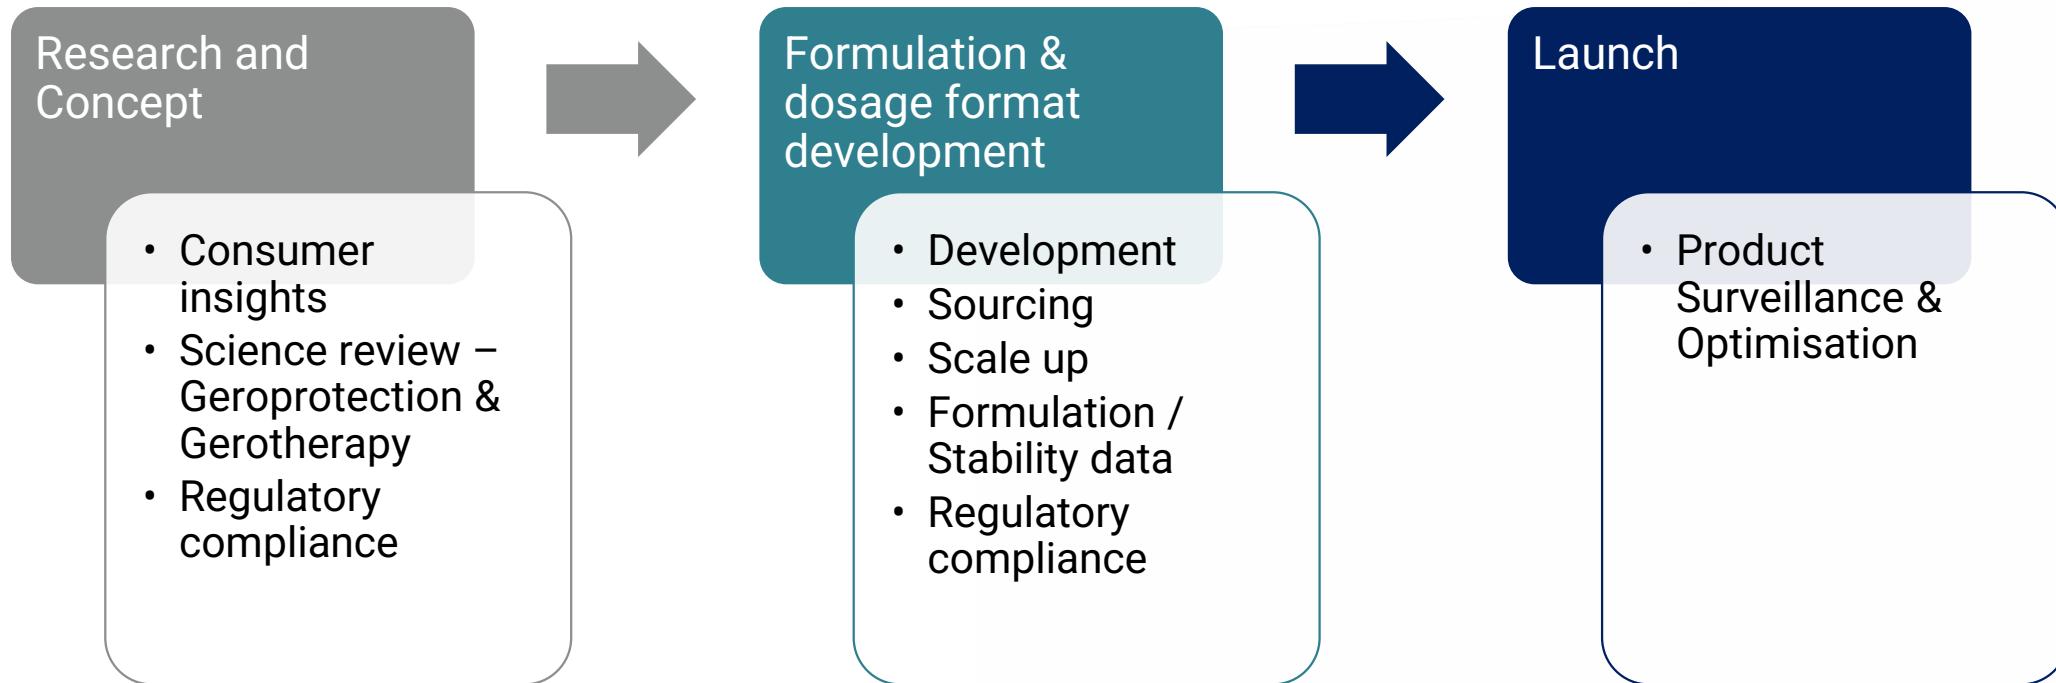 Research and
Concept
• Consumer
insights
• Science review –
Geroprotection &
Gerotherapy
• Regulatory
compliance
Formulation &
dosage format
development
• Development
• Sourcing
• Scale up
• Formulation /
Stability data
• Regulatory
compliance
Launch
• Product
Surveillance &
Optimisation